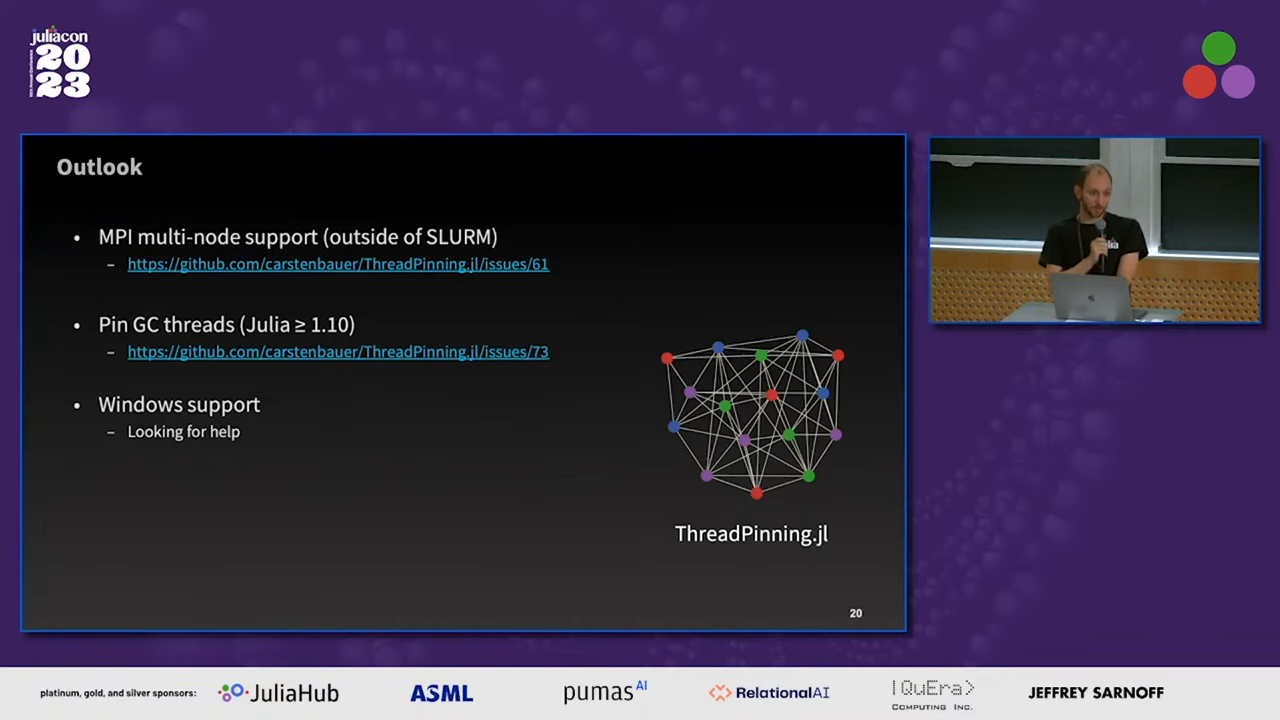 juliacon
20
23
Outlook
• MPI multi-node support (outside of SLURM)
– https://github.com/carstenbauer/ThreadPinning.jl/issues/61
• Pin GC threads (Julia ≥ 1.10)
– https://github.com/carstenbauer/ThreadPinning.jl/issues/73
• Windows support
– Looking for help
ThreadPinning.jl
20
platinum, gold, and silver sponsors:
JuliaHub
ASML
pumas AI
RelationalAI
|QuEra>
COMPUTING INC.
JEFFREY SARNOFF